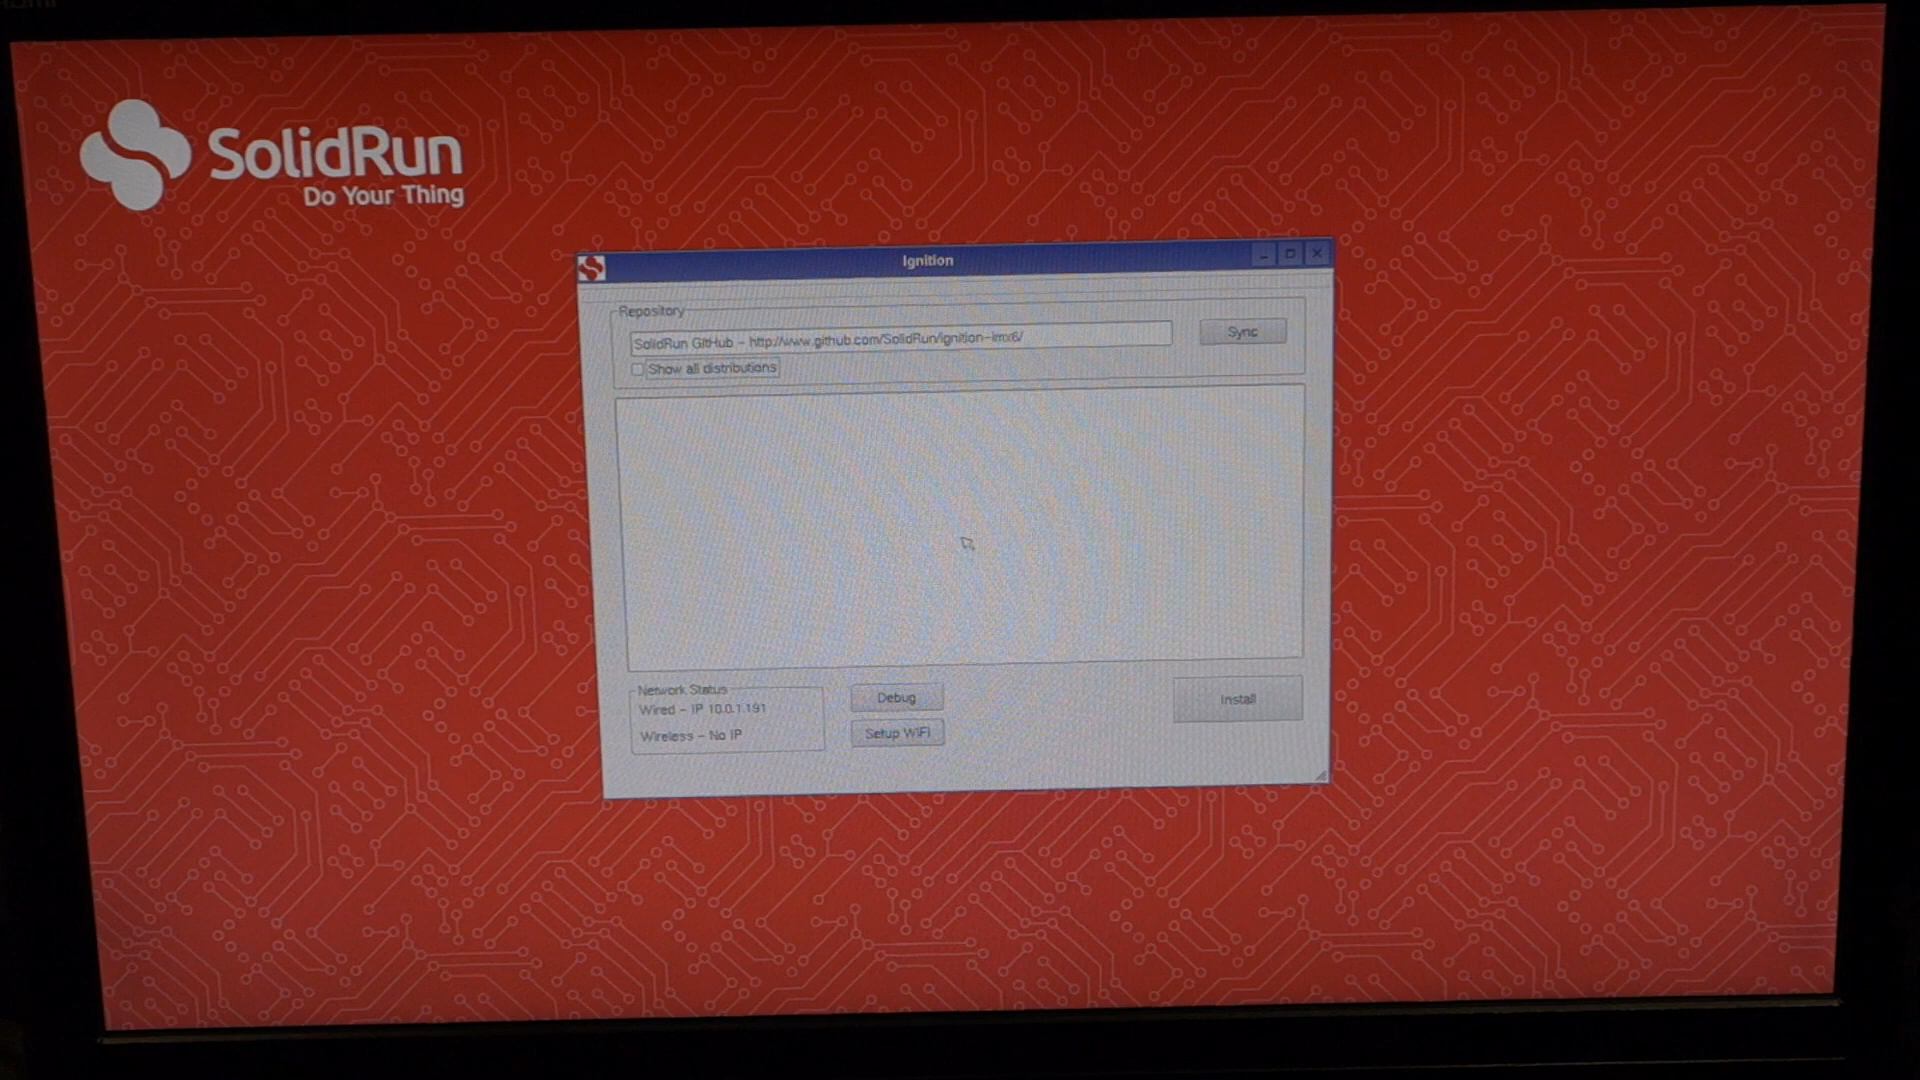 SolidRun
Do Your Thing
Ignition
Repository
SolidRun GitHub - http://www.github.com/SolidRun/ignition-imx6/
Sync
Show all distributions
Network Status
Wired - IP 10.0.1.191
Wireless - No IP
Debug
Setup WiFi
Install